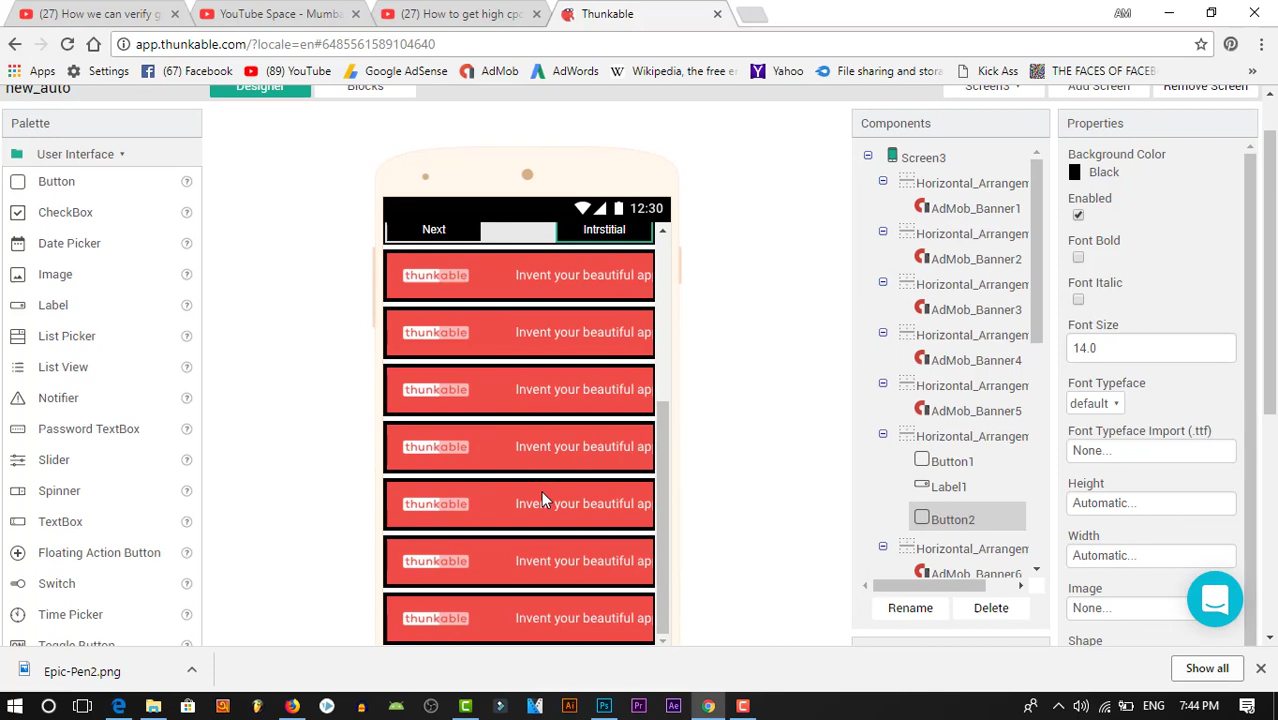 (27) How we can verify g
YouTube Space - Mumba
(27) How to get high cpc
Thunkable
AM
app.thunkable.com/?locale=en#6485561589104640
Apps
Settings
(67) Facebook
(89) YouTube
Google AdSense
AdMob
AdWords
Wikipedia, the free e
Yahoo
File sharing and stora
Kick Ass
THE FACES OF FACEB
»
new_auto
Designer
Blocks
Screen3
Add Screen
Remove Screen
Palette
User Interface
Button
CheckBox
Date Picker
Image
Label
List Picker
List View
Notifier
Password TextBox
Slider
Spinner
TextBox
Floating Action Button
Switch
Time Picker
Toggle Button
12:30
Next
Intrstitial
thunkable Invent your beautiful ap
thunkable Invent your beautiful ap
thunkable Invent your beautiful ap
thunkable Invent your beautiful ap
thunkable Invent your beautiful ap
thunkable Invent your beautiful ap
thunkable Invent your beautiful ap
Components
Screen3
Horizontal_Arrangem
AdMob_Banner1
Horizontal_Arrangem
AdMob_Banner2
Horizontal_Arrangem
AdMob_Banner3
Horizontal_Arrangem
AdMob_Banner4
Horizontal_Arrangem
AdMob_Banner5
Horizontal_Arrangem
Button1
Label1
Button2
Horizontal_Arrangem
AdMob_Banner6
Rename
Delete
Properties
Background Color
Black
Enabled
Font Bold
Font Italic
Font Size
14.0
Font Typeface
default
Font Typeface Import (.ttf)
None...
Height
Automatic...
Width
Automatic...
Image
None...
Shape
Epic-Pen2.png
Show all
ENG
7:44 PM